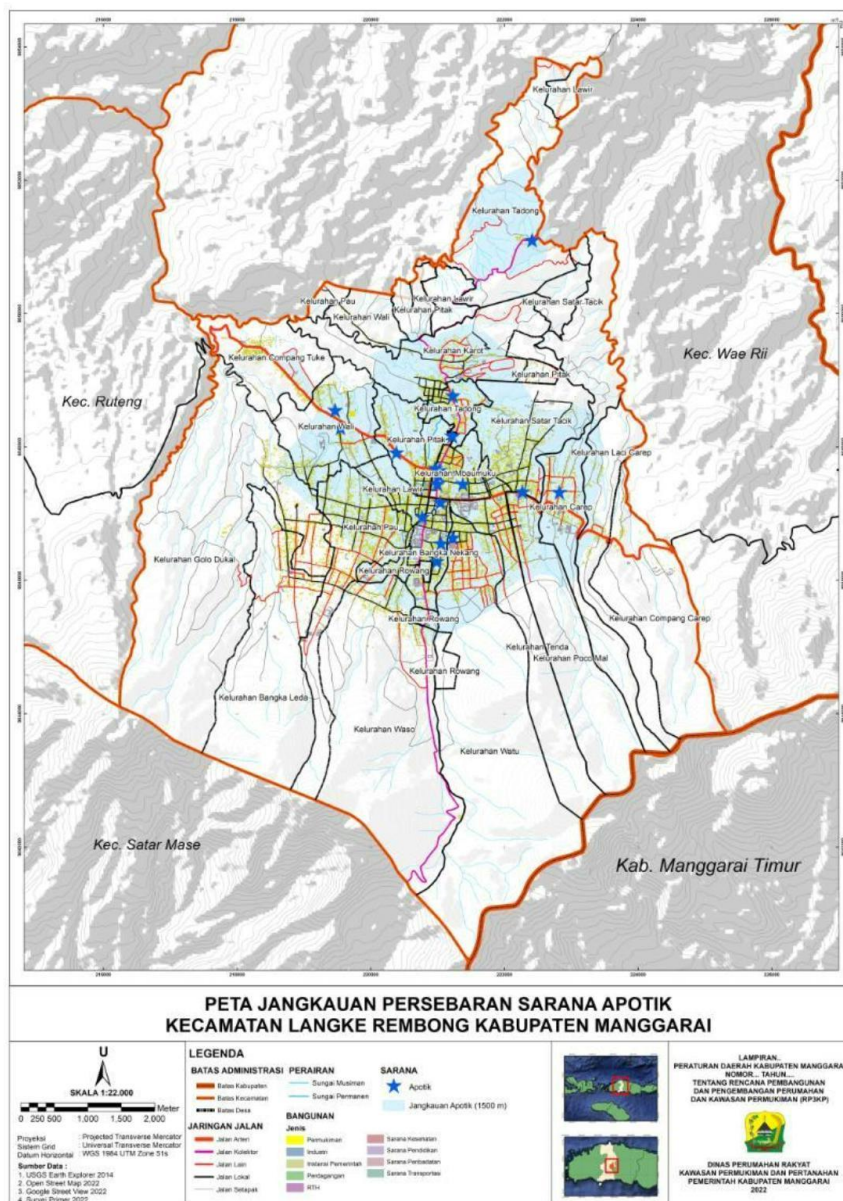 Kelurahan Lawir
Kelurahan Tadong
Kelurahan Pau
Kelurahan Lawir
Kelurahan Satar Tacik
Kelurahan Pitak
Kelurahan Wali
Kec. Wae Rii
Kelurahan Karot
Kelurahan Compang Tuke
Kelurahan Pitak
Kec. Ruteng
Kelurahan Tadong
Kelurahan Satar Tacik
Kelurahan Wali
Kelurahan Pitak
Kelurahan Laci Carep
Kelurahan Mbaumuku
Kelurahan Lawir
Kelurahan Carep
Kelurahan Pau
Kelurahan Bangka Nekang
Kelurahan Golo Dukal
Kelurahan Rowang
Kelurahan Rowang
Kelurahan Compang Carep
Kelurahan Tenda
Kelurahan Poco Mal
Kelurahan Rowang
Kelurahan Bangka Leda
Kelurahan Waso
Kelurahan Watu
Kec. Satar Mase
Kab. Manggarai Timur
PETA JANGKAUAN PERSEBARAN SARANA APOTIK
KECAMATAN LANGKE REMBONG KABUPATEN MANGGARAI
U
SKALA 1:22.000
0 250 500 1.000 1.500 2.000 Meter
Proyeksi : Projected Transverse Mercator
Sistem Grid : Universal Transverse Mercator
Datum Horizontal : WGS 1984 UTM Zone 51s
Sumber Data :
1. USGS Earth Explorer 2014
2. Open Street Map 2022
3. Google Street View 2022
4. Survei Primer 2022
LEGENDA
BATAS ADMINISTRASI
Batas Kabupaten
Batas Kecamatan
Batas Desa
JARINGAN JALAN
Jalan Arteri
Jalan Kolektor
Jalan Lain
Jalan Lokal
Jalan Setapak
PERAIRAN
Sungai Musiman
Sungai Permanen
BANGUNAN
Jenis
Permukiman
Industri
Instansi Pemerintah
Perdagangan
RTH
Sarana Kesehatan
Sarana Pendidikan
Sarana Peribadatan
Sarana Transportasi
SARANA
Apotik
Jangkauan Apotik (1500 m)
LAMPIRAN..
PERATURAN DAERAH KABUPATEN MANGGARA
NOMOR... TAHUN....
TENTANG RENCANA PEMBANGUNAN
DAN PENGEMBANGAN PERUMAHAN
DAN KAWASAN PERMUKIMAN (RP3KP)
DINAS PERUMAHAN RAKYAT
KAWASAN PERMUKIMAN DAN PERTANAHAN
PEMERINTAH KABUPATEN MANGGARAI
2022